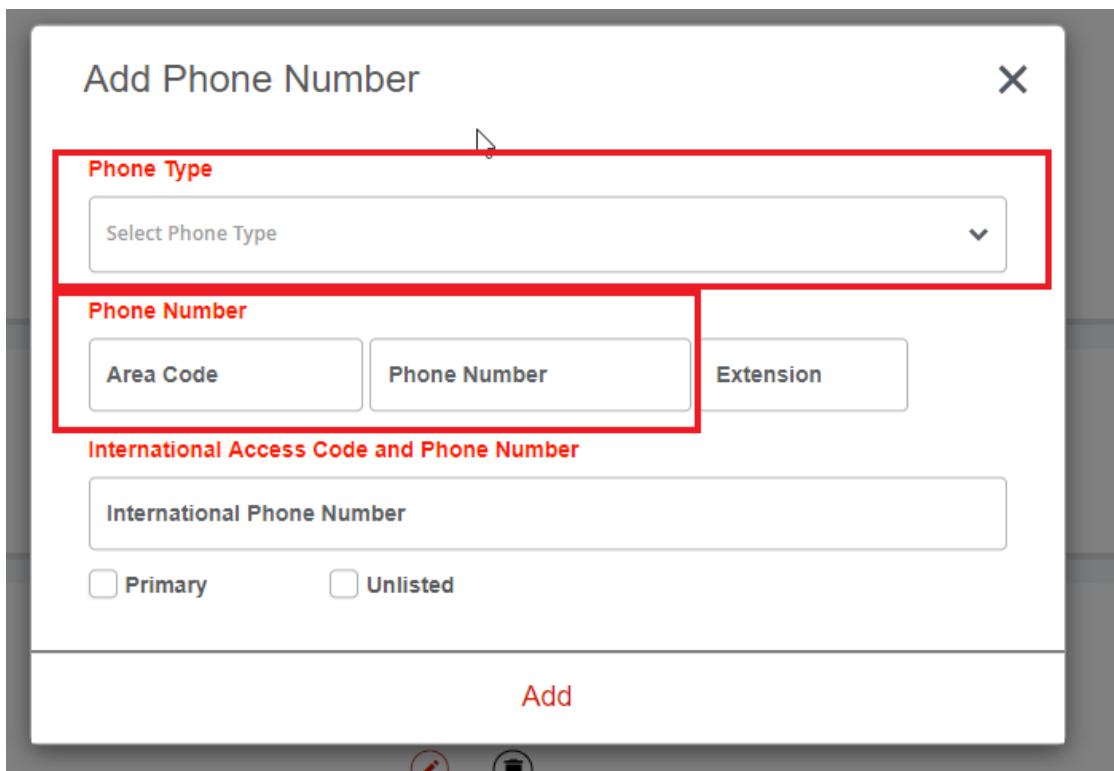 Add Phone Number
Phone Type
Select Phone Type
Phone Number
Area Code Phone Number Extension
International Access Code and Phone Number
International Phone Number
Primary Unlisted
Add